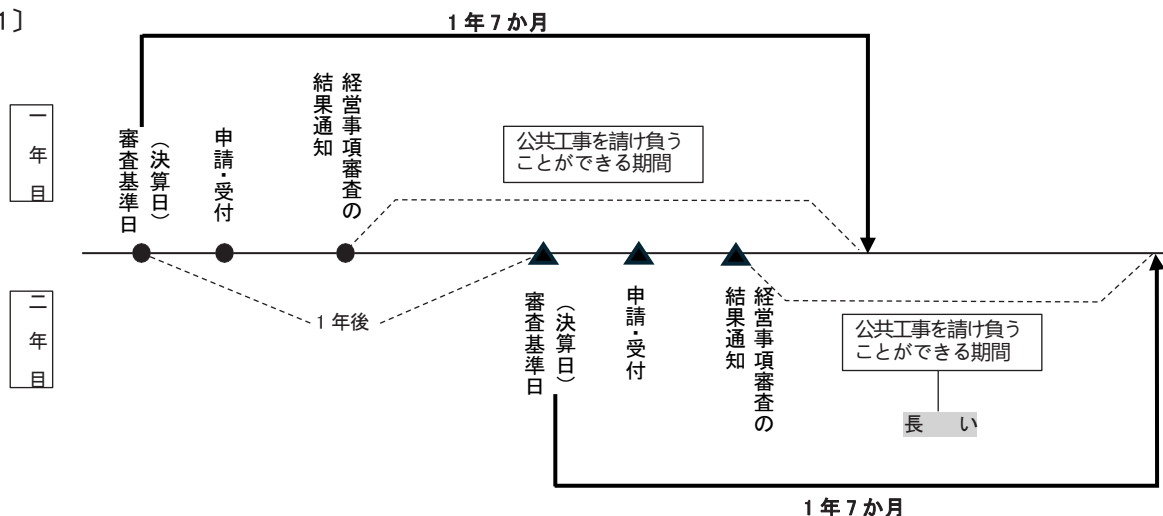 1〕
1年7か月
一年目
審査基準日
（決算日）
申請・受付
経営事項審査の
結果通知
公共工事を請け負う
ことができる期間
1年後
二年目
審査基準日
（決算日）
申請・受付
経営事項審査の
結果通知
公共工事を請け負う
ことができる期間
長　い
1年7か月